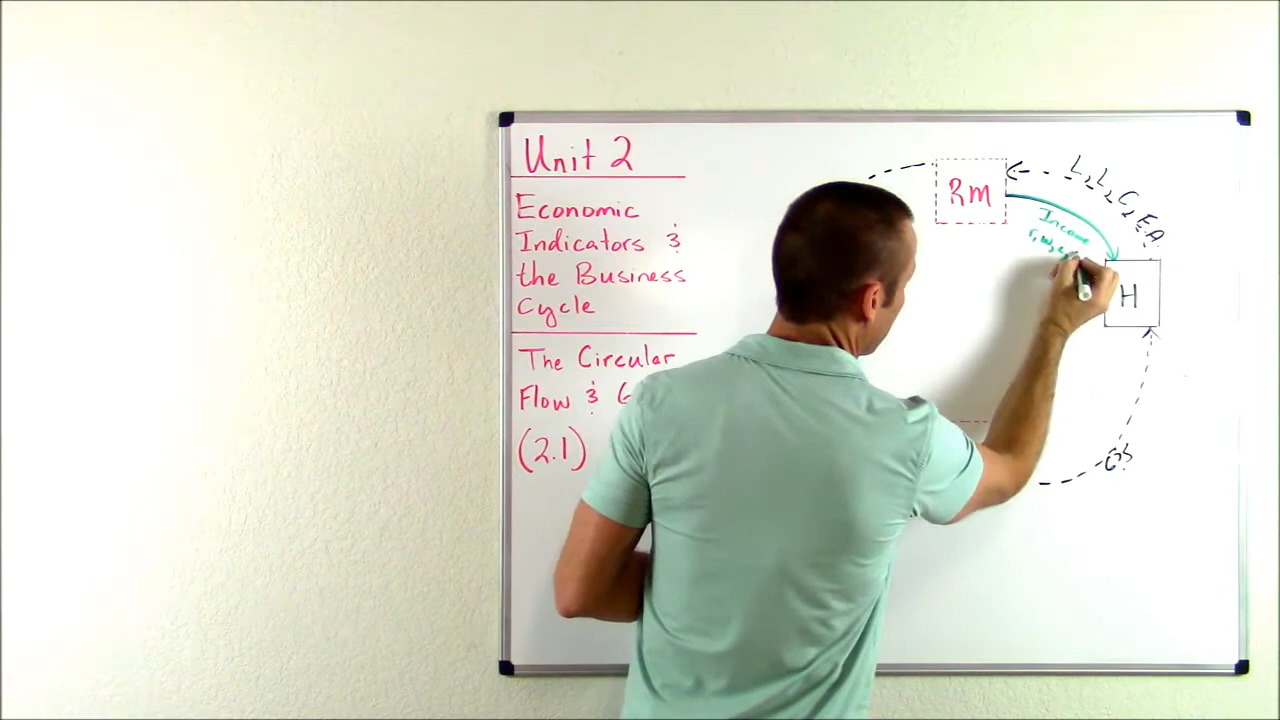 Unit 2
Economic
Indicators &
the Business
Cycle
The Circular
Flow & G
(2.1)
Rm
L, L, C, E.A.
Income
r, w,
H
G&S